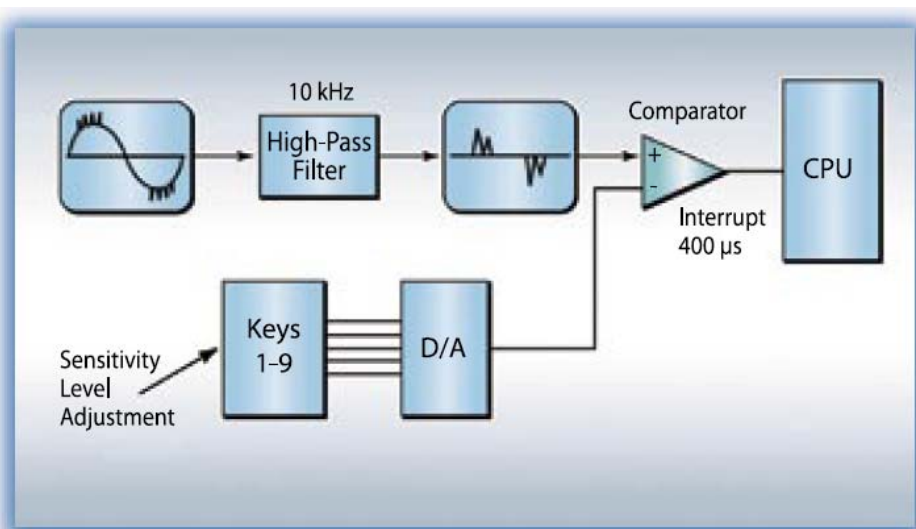 10 kHz
High-Pass
Filter
Comparator
+
-
CPU
Interrupt
400 µs
Keys
1–9
D/A
Sensitivity
Level
Adjustment